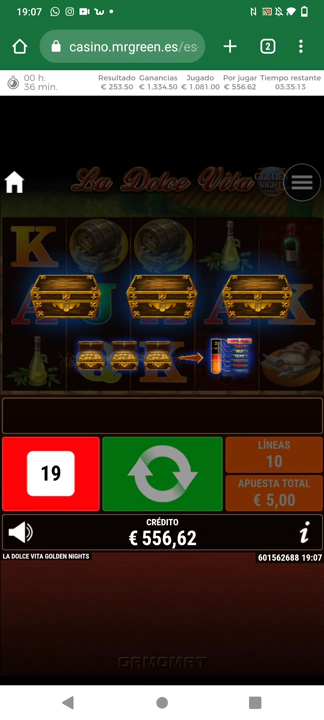 19:07
casino.mrgreen.es/es
2
00 h.
36 min.
Resultado Ganancias Jugado Por jugar Tiempo restante
€ 253.50 € 1,334.50 € 1,081.00 € 556.62 03:35:13
La Dolce Vita
GOLDEN
NIGHTS
K
A J K
Q K
19
LÍNEAS
10
APUESTA TOTAL
€ 5,00
CRÉDITO
€ 556,62
i
LA DOLCE VITA GOLDEN NIGHTS
601562688 19:07
GAMOMAT